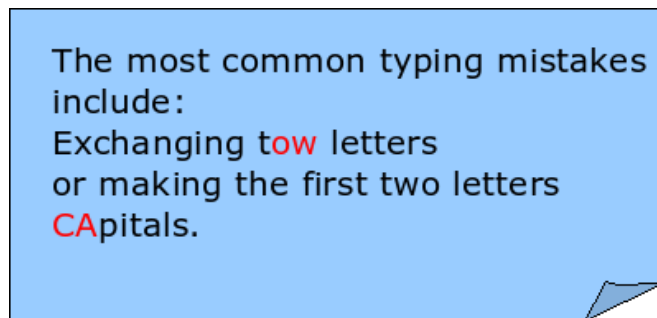 The most common typing mistakes
include:
Exchanging tow letters
or making the first two letters
CApitals.